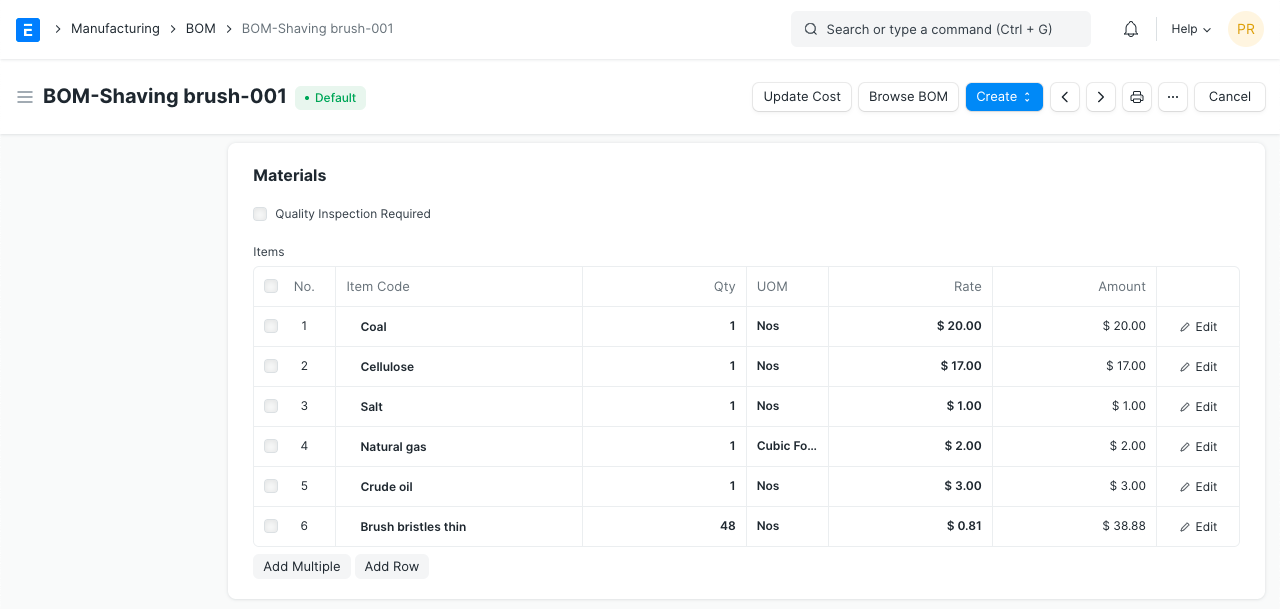 E Manufacturing BOM BOM-Shaving brush-001 Search or type a command (Ctrl + G) Help PR
BOM-Shaving brush-001 Default Update Cost Browse BOM Create ... Cancel
Materials
Quality Inspection Required
Items
No. Item Code Qty UOM Rate Amount
1 Coal 1 Nos $ 20.00 $ 20.00 Edit
2 Cellulose 1 Nos $ 17.00 $ 17.00 Edit
3 Salt 1 Nos $ 1.00 $ 1.00 Edit
4 Natural gas 1 Cubic Fo... $ 2.00 $ 2.00 Edit
5 Crude oil 1 Nos $ 3.00 $ 3.00 Edit
6 Brush bristles thin 48 Nos $ 0.81 $ 38.88 Edit
Add Multiple Add Row